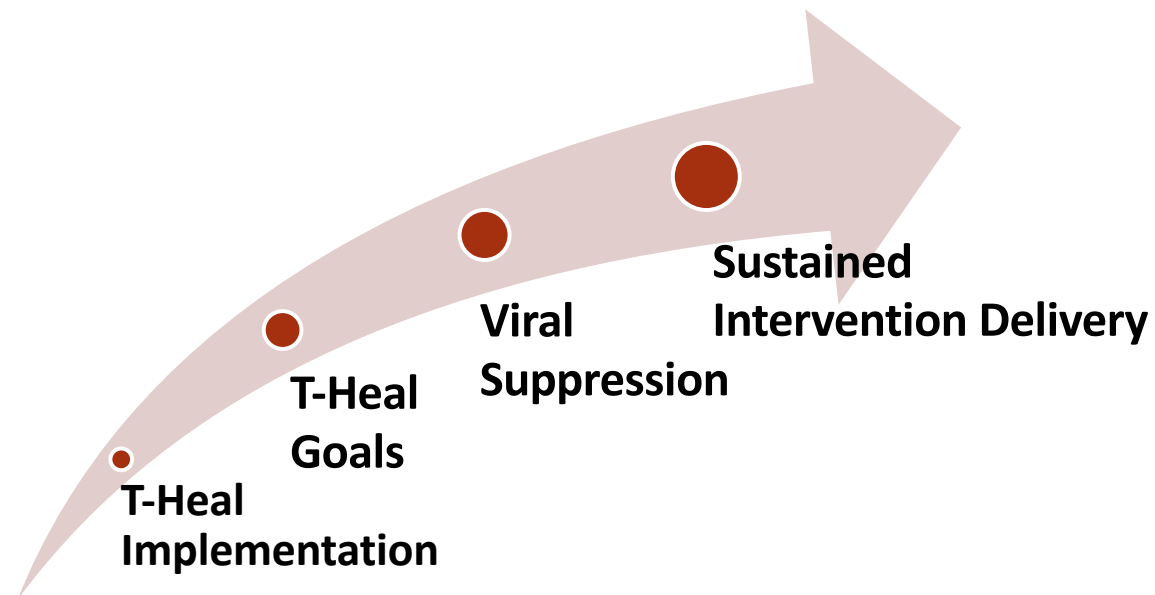 T-Heal
Implementation
T-Heal
Goals
Viral
Suppression
Sustained
Intervention Delivery